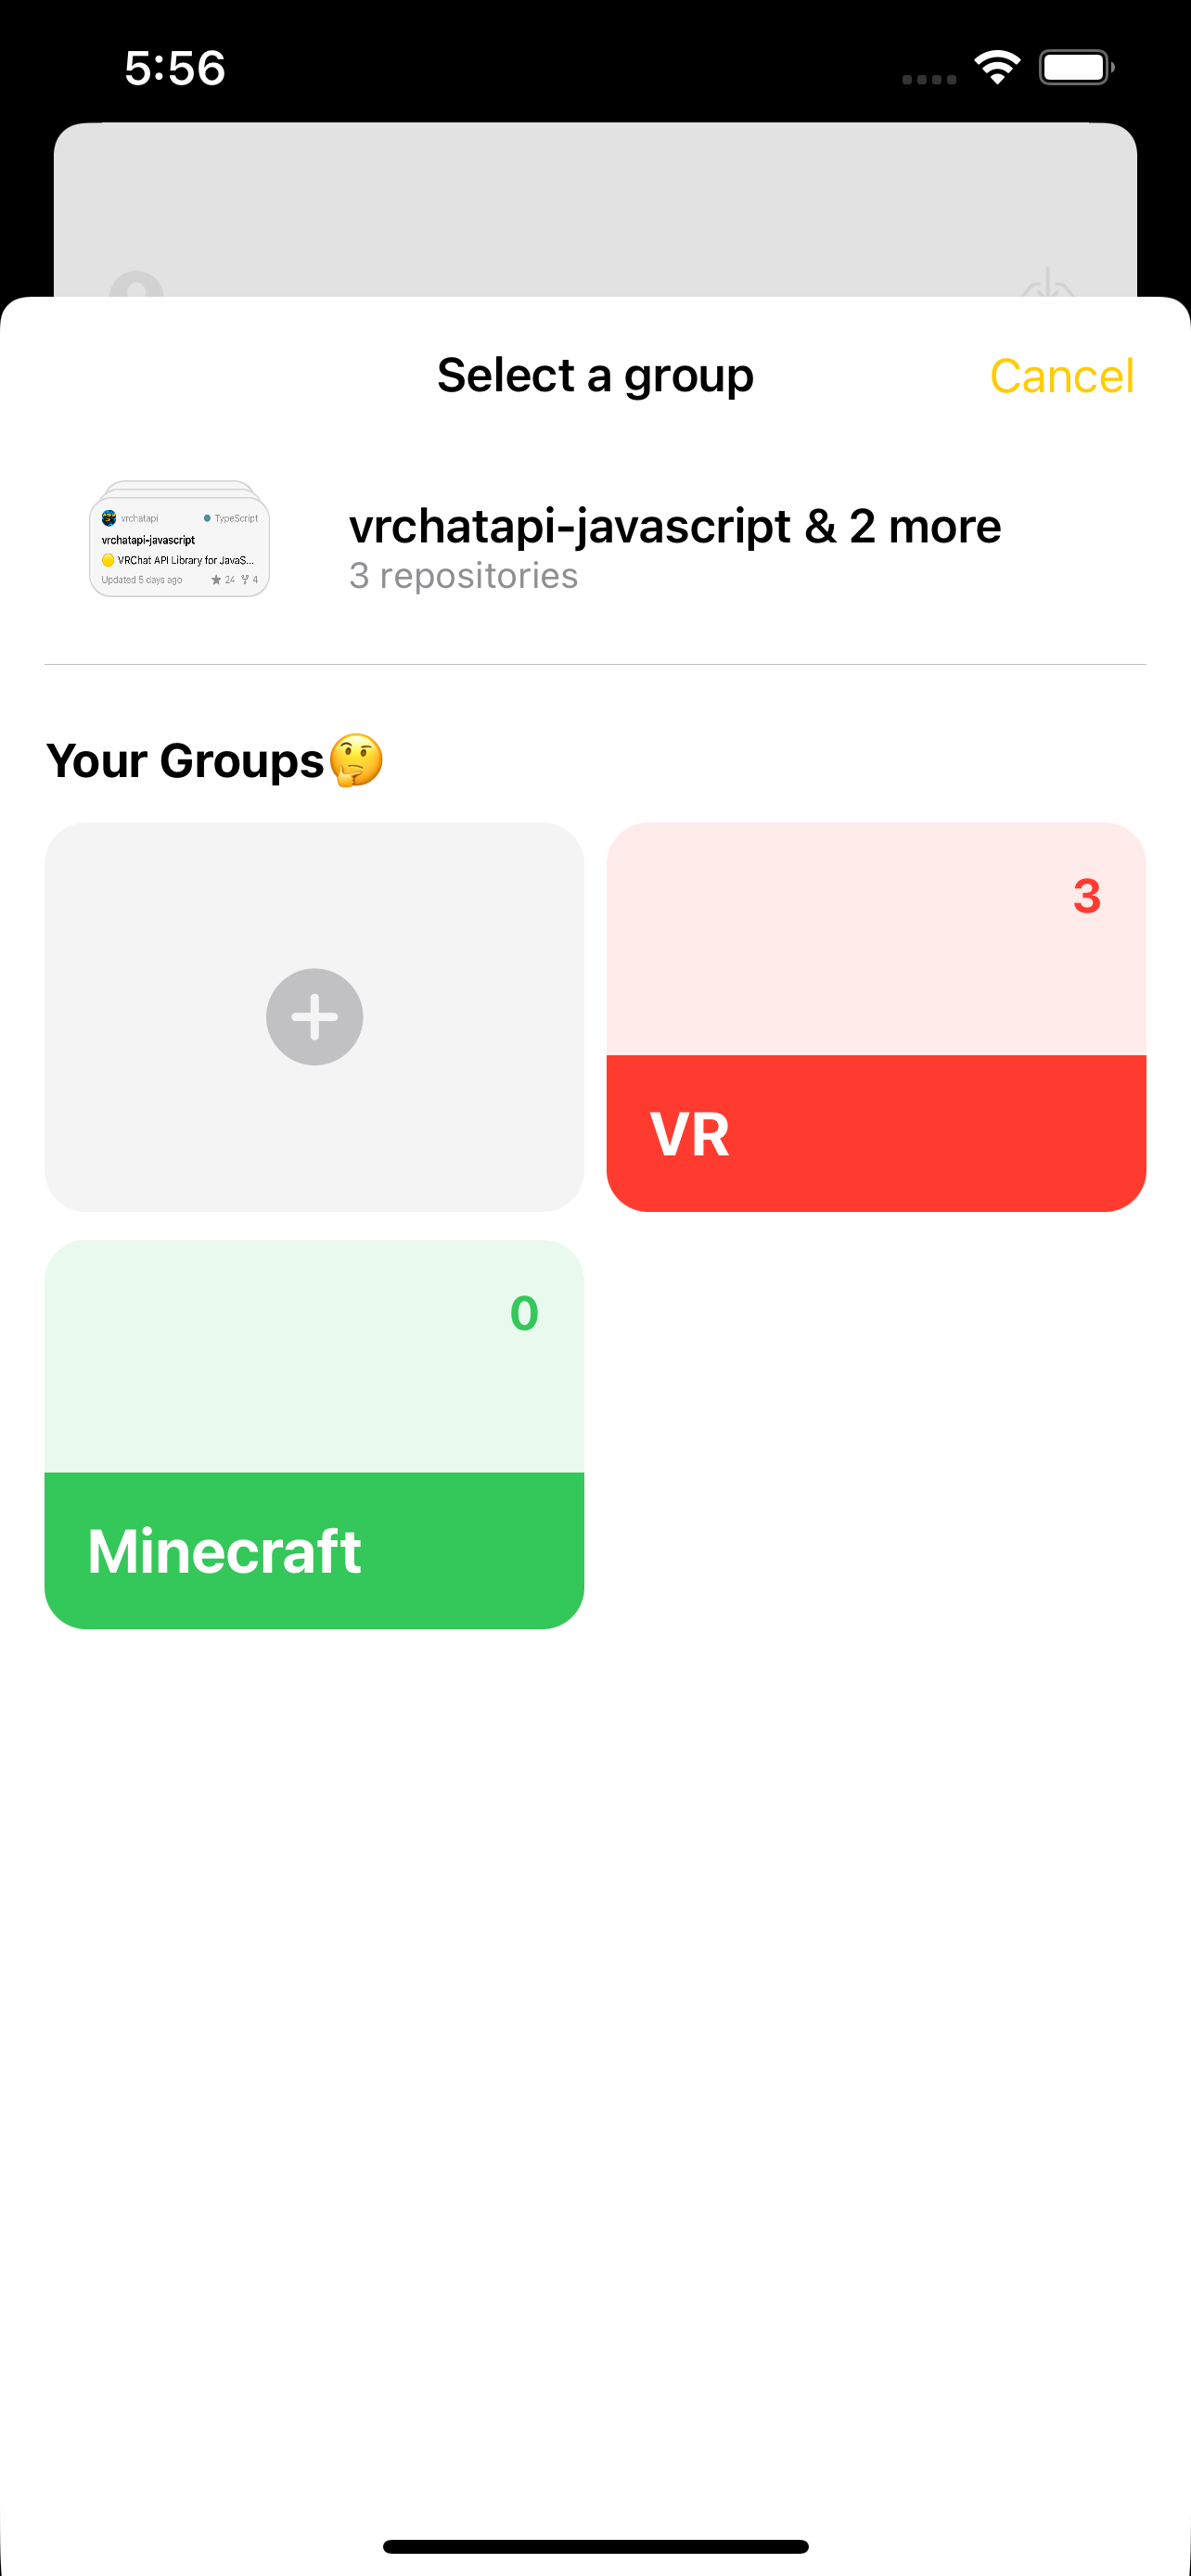 5:56
Select a group
Cancel
vrchatapi
TypeScript
vrchatapi-javascript
VRChat API Library for JavaS...
Updated 5 days ago
24
4
vrchatapi-javascript & 2 more
3 repositories
Your Groups🤔
3
VR
0
Minecraft